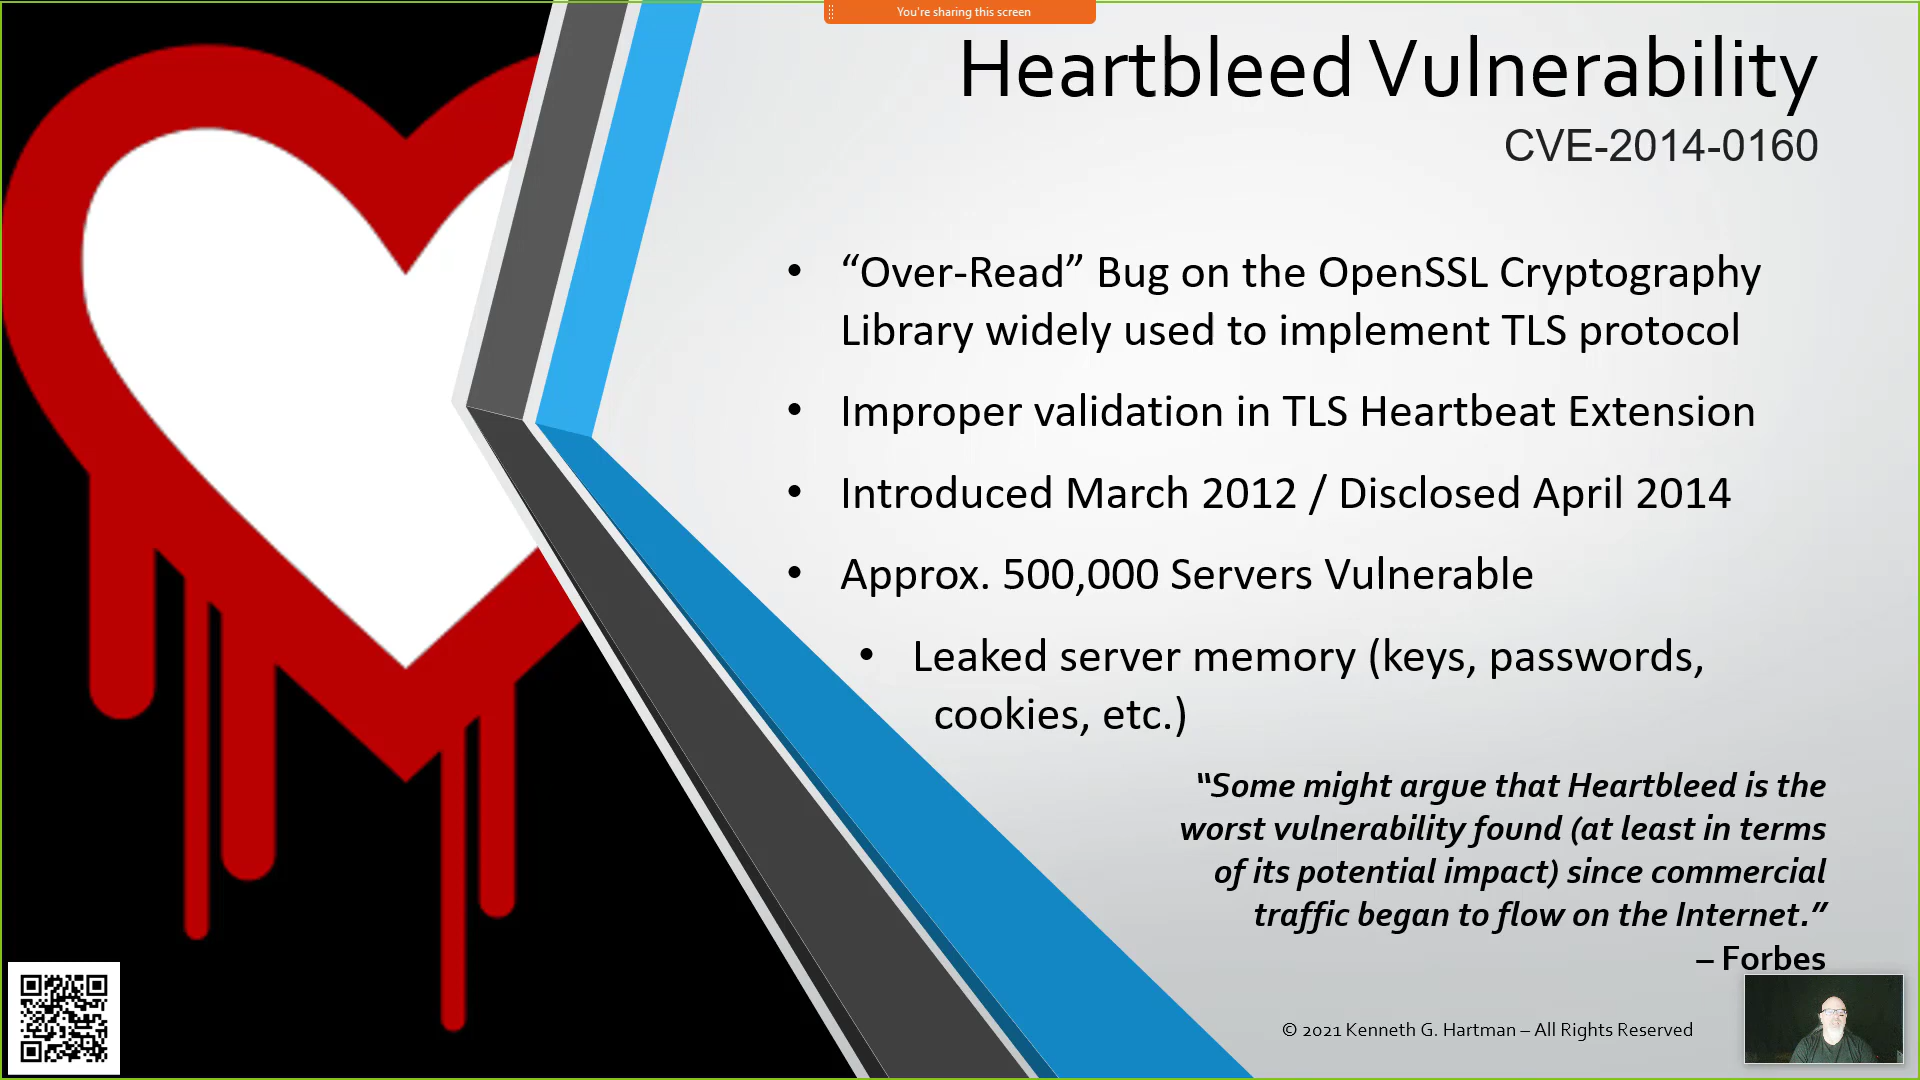 You're sharing this screen
Heartbleed Vulnerability
CVE-2014-0160
• “Over-Read” Bug on the OpenSSL Cryptography
Library widely used to implement TLS protocol
• Improper validation in TLS Heartbeat Extension
• Introduced March 2012 / Disclosed April 2014
• Approx. 500,000 Servers Vulnerable
• Leaked server memory (keys, passwords,
cookies, etc.)
“Some might argue that Heartbleed is the
worst vulnerability found (at least in terms
of its potential impact) since commercial
traffic began to flow on the Internet.”
– Forbes
© 2021 Kenneth G. Hartman – All Rights Reserved